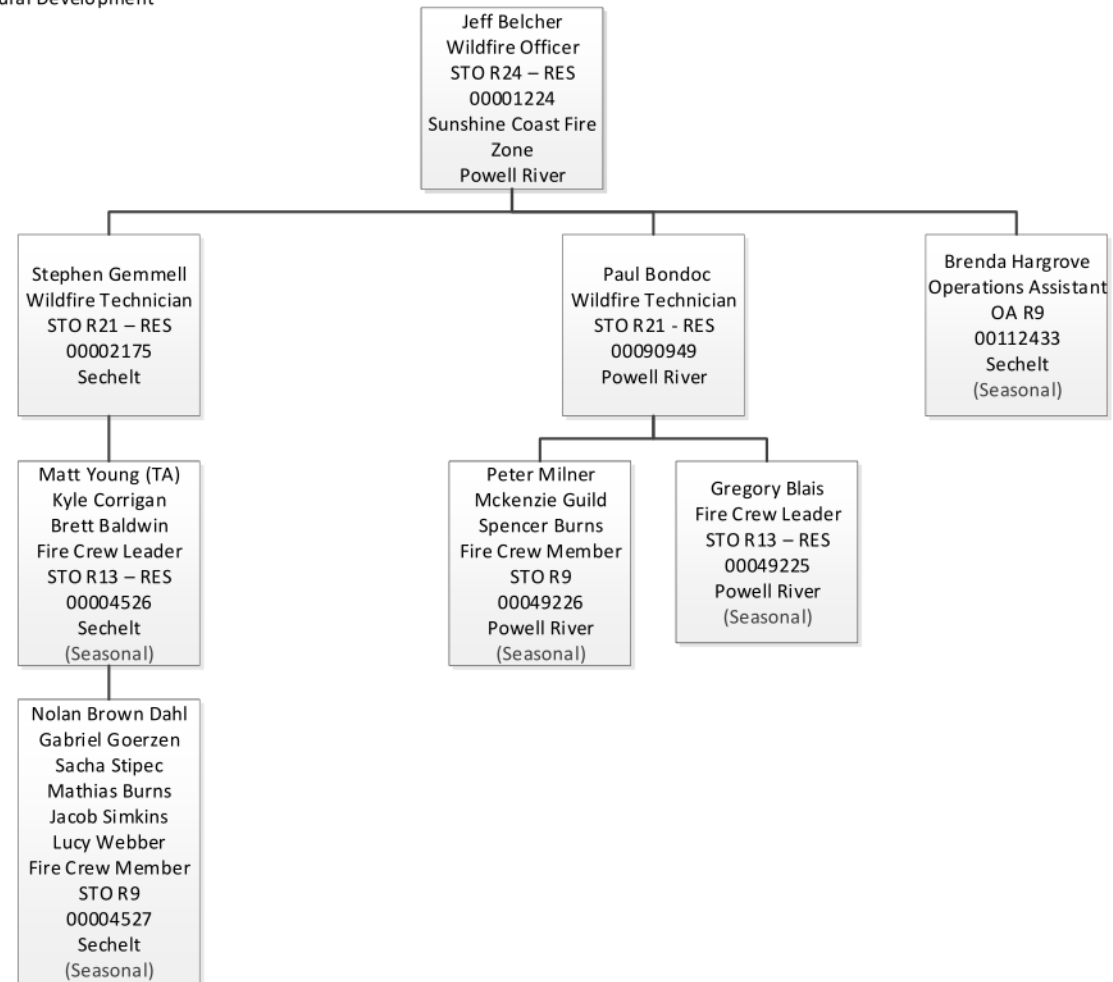 Development
Jeff Belcher
Wildfire Officer
STO R24 – RES
00001224
Sunshine Coast Fire
Zone
Powell River
Stephen Gemmell
Wildfire Technician
STO R21 – RES
00002175
Sechelt
Paul Bondoc
Wildfire Technician
STO R21 - RES
00090949
Powell River
Brenda Hargrove
Operations Assistant
OA R9
00112433
Sechelt
(Seasonal)
Matt Young (TA)
Kyle Corrigan
Brett Baldwin
Fire Crew Leader
STO R13 – RES
00004526
Sechelt
(Seasonal)
Peter Milner
Mckenzie Guild
Spencer Burns
Fire Crew Member
STO R9
00049226
Powell River
(Seasonal)
Gregory Blais
Fire Crew Leader
STO R13 – RES
00049225
Powell River
(Seasonal)
Nolan Brown Dahl
Gabriel Goerzen
Sacha Stipec
Mathias Burns
Jacob Simkins
Lucy Webber
Fire Crew Member
STO R9
00004527
Sechelt
(Seasonal)